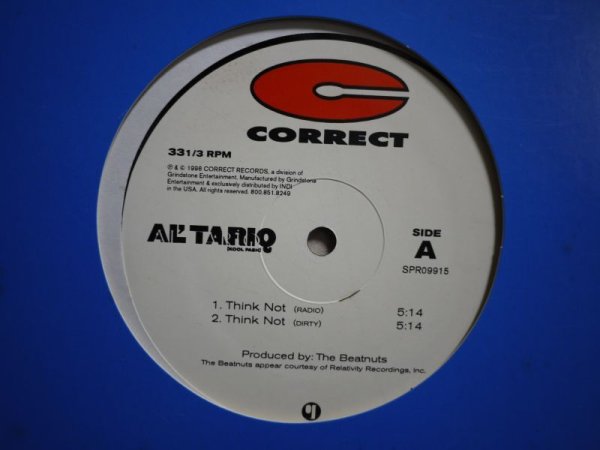 CORRECT
33 1/3 RPM
℗ & © 1998 CORRECT RECORDS, a division of
Grindstone Entertainment. Manufactured by Grindstone
Entertainment & exclusively distributed by INDI
in the USA. All rights reserved. 800.851.8249
AL' TARIQ
[KOOL FASH]
SIDE
A
SPR09915
1. Think Not (RADIO) 5:14
2. Think Not (DIRTY) 5:14
Produced by: The Beatnuts
The Beatnuts appear courtesy of Relativity Recordings, Inc.